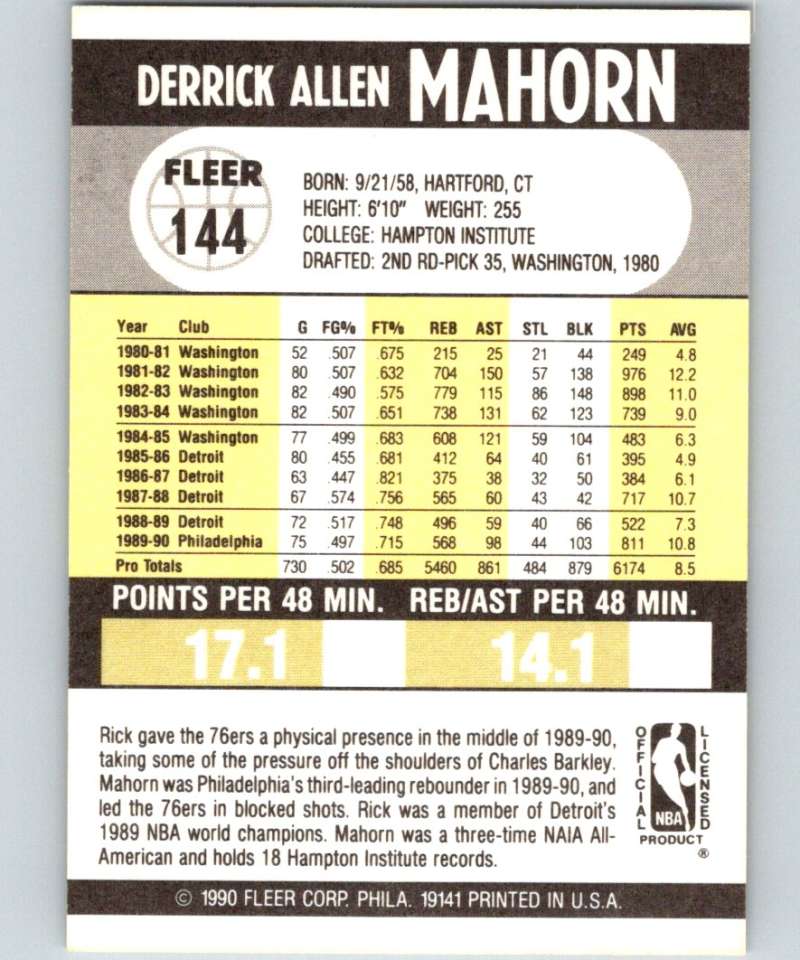 DERRICK ALLEN MAHORN
FLEER
144
BORN: 9/21/58, HARTFORD, CT
HEIGHT: 6'10" WEIGHT: 255
COLLEGE: HAMPTON INSTITUTE
DRAFTED: 2ND RD-PICK 35, WASHINGTON, 1980
Year Club G FG% FT% REB AST STL BLK PTS AVG
1980-81 Washington 52 .507 .675 215 25 21 44 249 4.8
1981-82 Washington 80 .507 .632 704 150 57 138 976 12.2
1982-83 Washington 82 .490 .575 779 115 86 148 898 11.0
1983-84 Washington 82 .507 .651 738 131 62 123 739 9.0
1984-85 Washington 77 .499 .683 608 121 59 104 483 6.3
1985-86 Detroit 80 .455 .681 412 64 40 61 395 4.9
1986-87 Detroit 63 .447 .821 375 38 32 50 384 6.1
1987-88 Detroit 67 .574 .756 565 60 43 42 717 10.7
1988-89 Detroit 72 .517 .748 496 59 40 66 522 7.3
1989-90 Philadelphia 75 .497 .715 568 98 44 103 811 10.8
Pro Totals 730 .502 .685 5460 861 484 879 6174 8.5
POINTS PER 48 MIN. REB/AST PER 48 MIN.
17.1 14.1
Rick gave the 76ers a physical presence in the middle of 1989-90,
taking some of the pressure off the shoulders of Charles Barkley.
Mahorn was Philadelphia's third-leading rebounder in 1989-90, and
led the 76ers in blocked shots. Rick was a member of Detroit's
1989 NBA world champions. Mahorn was a three-time NAIA All-
American and holds 18 Hampton Institute records.
OFFICIAL
LICENSED
NBA
PRODUCT
®
© 1990 FLEER CORP. PHILA. 19141 PRINTED IN U.S.A.